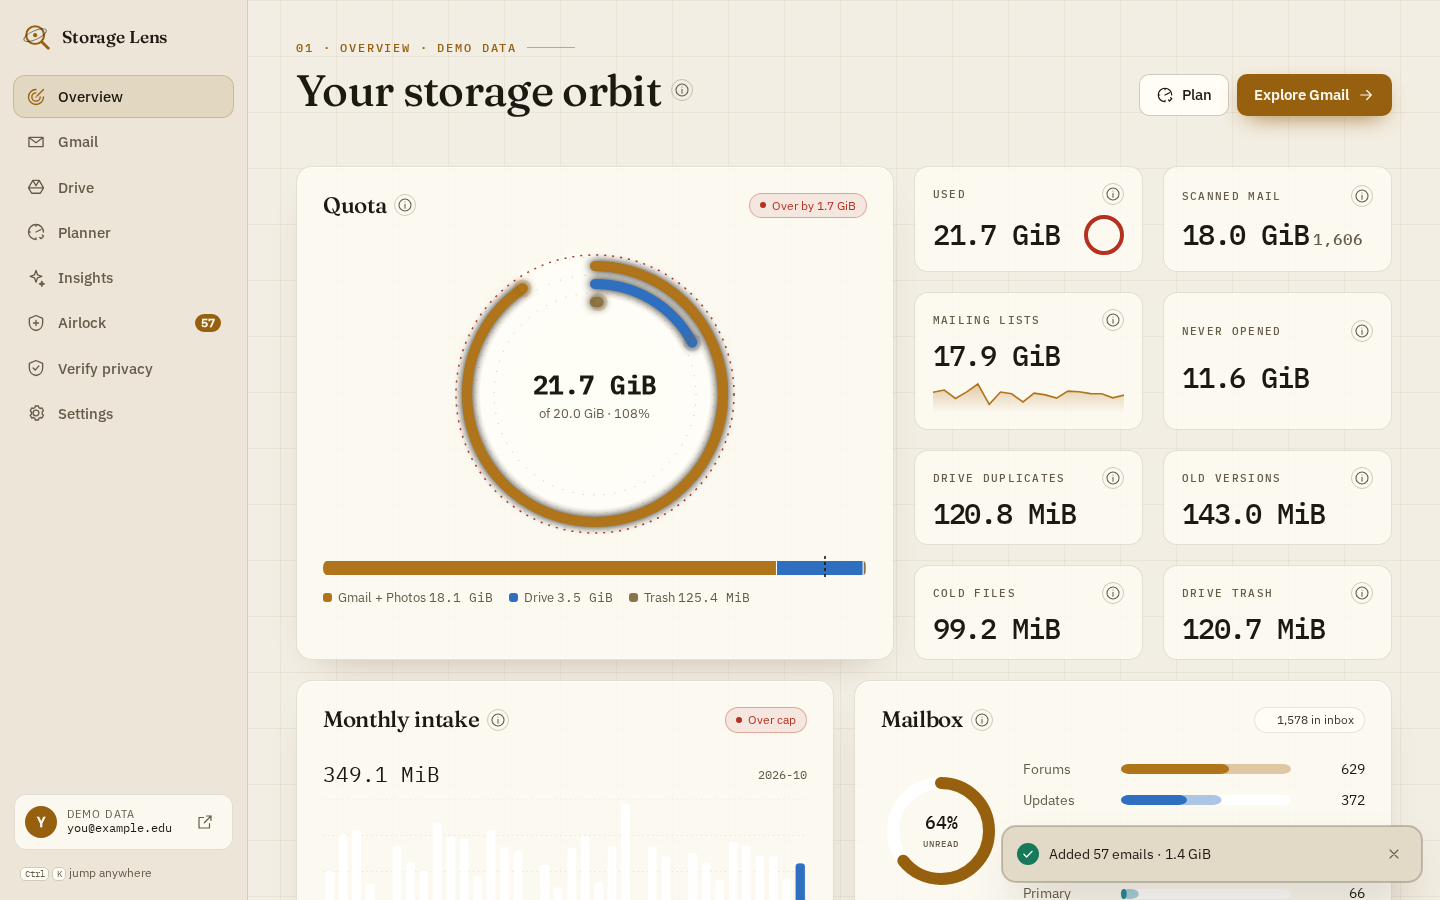 Storage Lens
Overview
Gmail
Drive
Planner
Insights
Airlock 57
Verify privacy
Settings
Y
DEMO DATA
you@example.edu
Ctrl K jump anywhere
01 · OVERVIEW · DEMO DATA
Your storage orbit
Plan
Explore Gmail
Quota
Over by 1.7 GiB
21.7 GiB
of 20.0 GiB · 108%
Gmail + Photos 18.1 GiB
Drive 3.5 GiB
Trash 125.4 MiB
USED
21.7 GiB
SCANNED MAIL
18.0 GiB 1,606
MAILING LISTS
17.9 GiB
NEVER OPENED
11.6 GiB
DRIVE DUPLICATES
120.8 MiB
OLD VERSIONS
143.0 MiB
COLD FILES
99.2 MiB
DRIVE TRASH
120.7 MiB
Monthly intake
Over cap
349.1 MiB
2026-10
Mailbox
1,578 in inbox
64%
UNREAD
Forums 629
Updates 372
Primary 66
Added 57 emails · 1.4 GiB